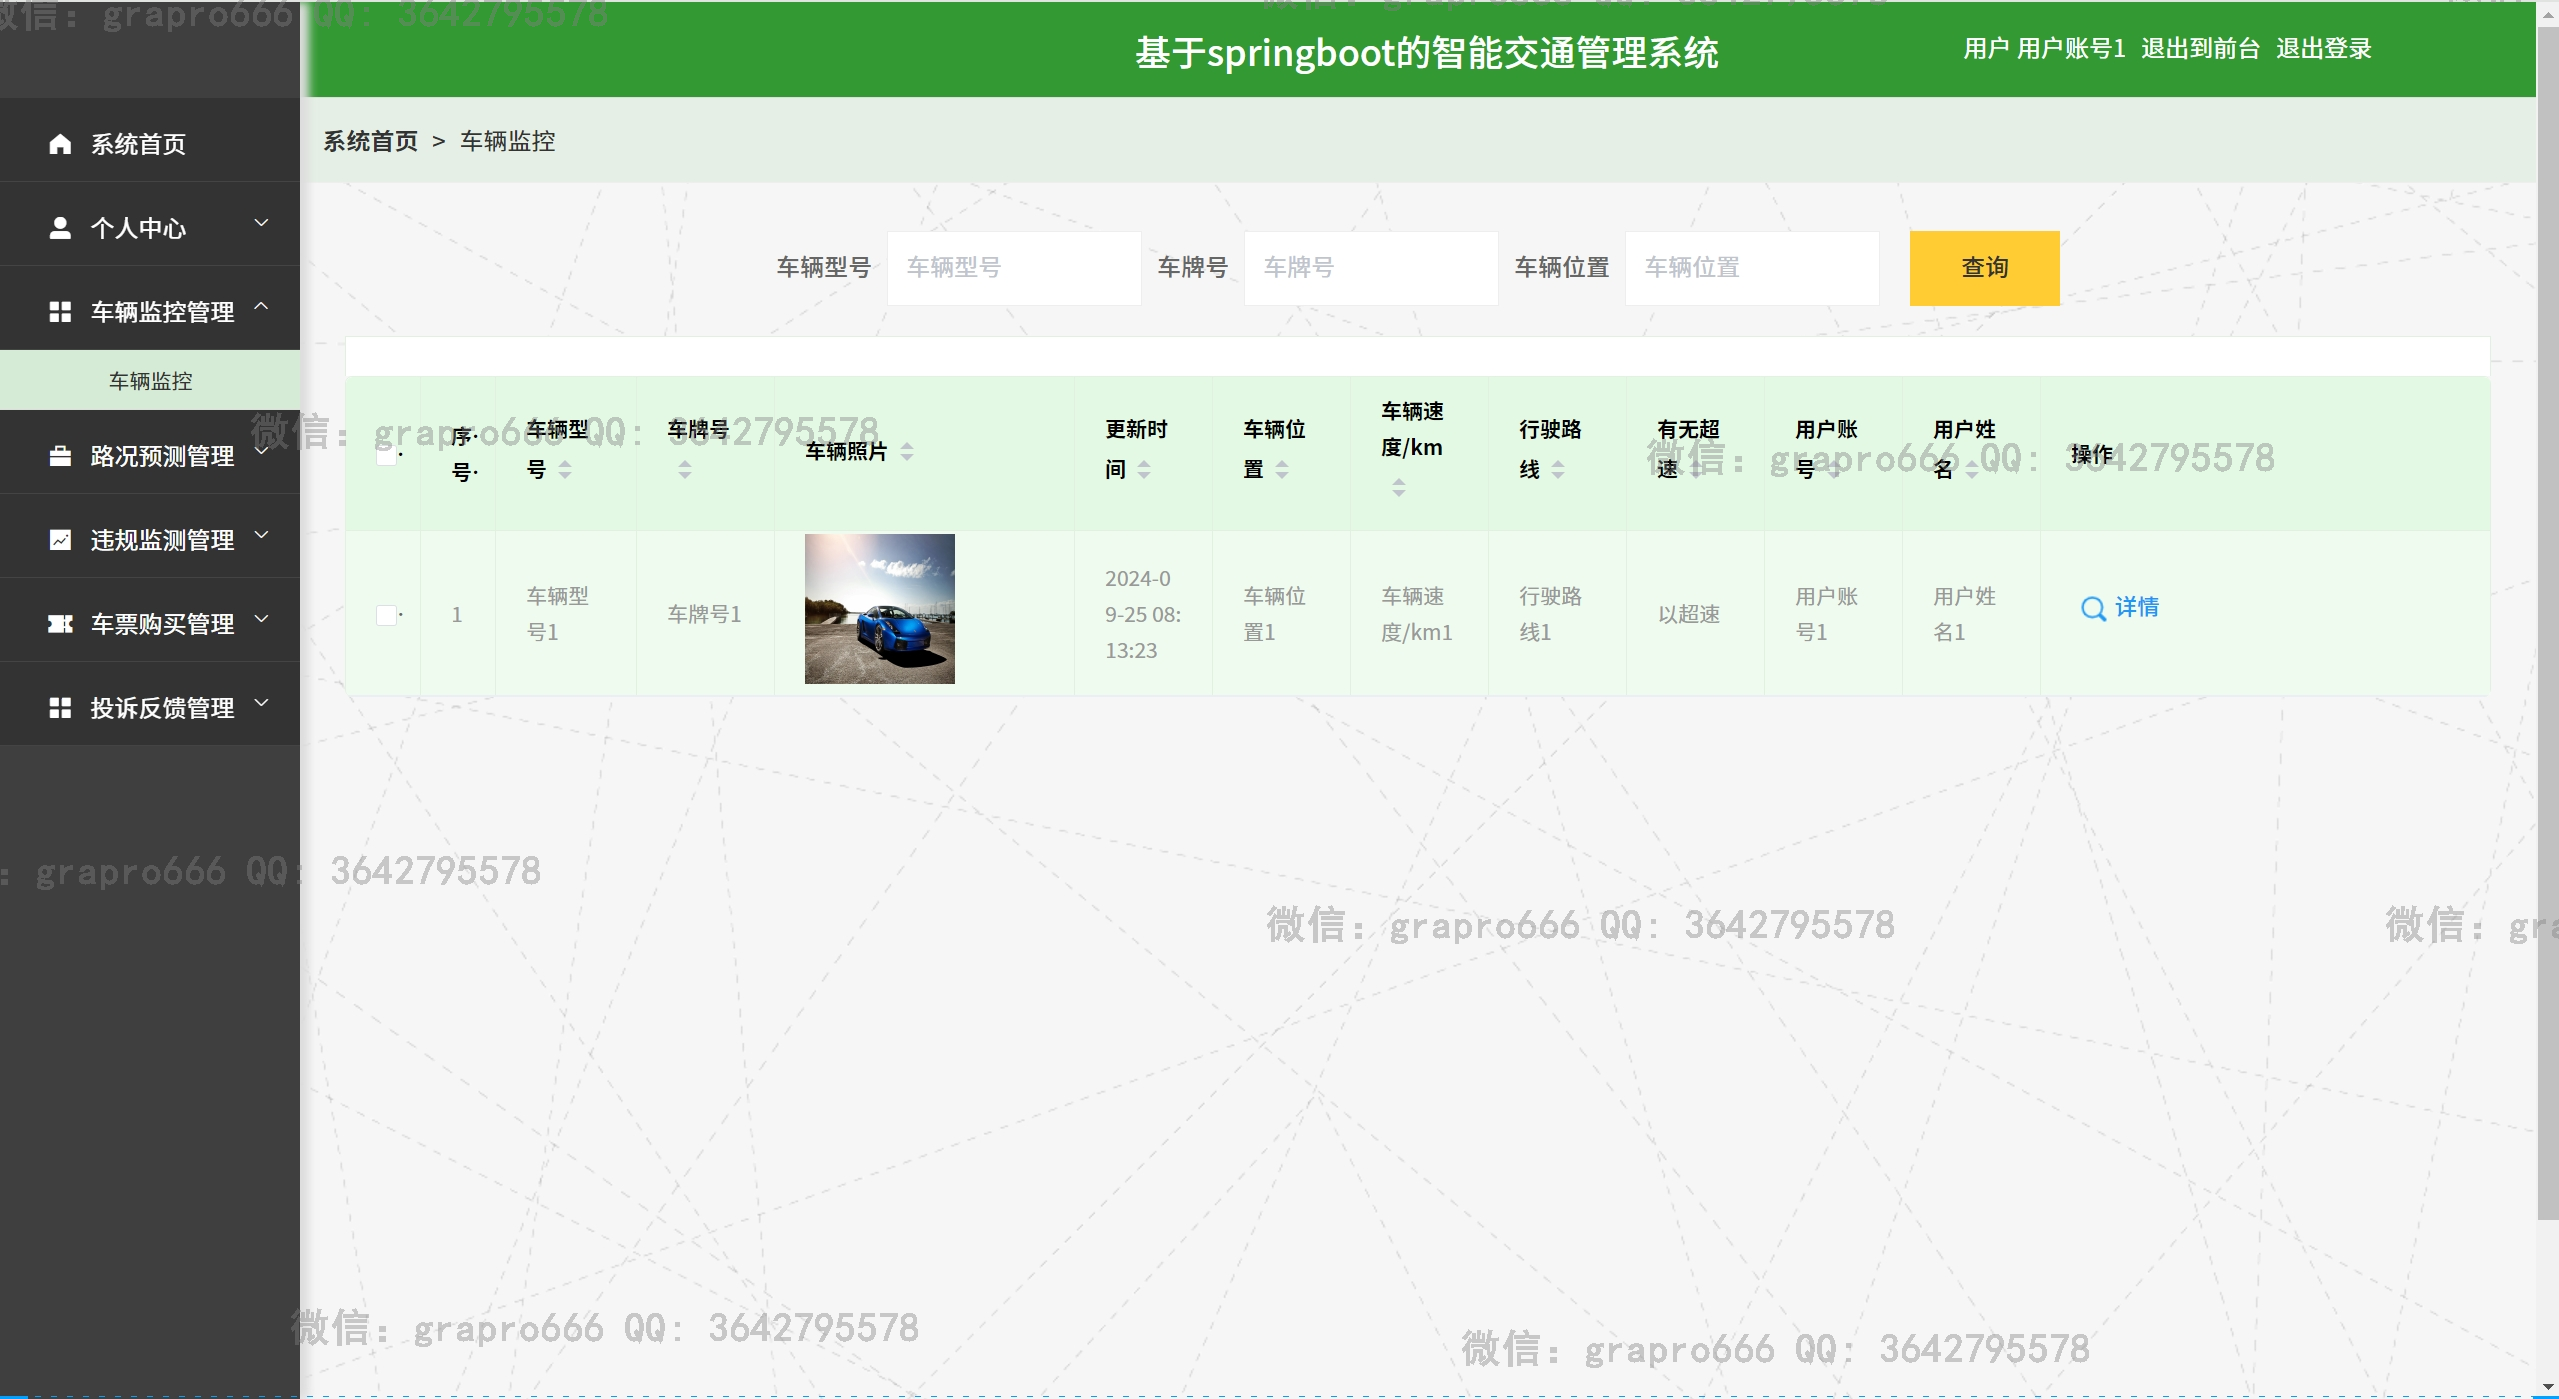 微信：grapro666 QQ: 3642795578
基于springboot的智能交通管理系统
用户 用户账号1 退出到前台 退出登录
系统首页 > 车辆监控
系统首页
个人中心
车辆监控管理
车辆监控
路况预测管理
违规监测管理
车票购买管理
投诉反馈管理
车辆型号 车辆型号 车牌号 车牌号 车辆位置 车辆位置 查询
微信：grapro666 QQ: 3642795578
微信：grapro666 QQ: 3642795578
序号
车辆型号
车牌号
车辆照片
更新时间
车辆位置
车辆速度/km
行驶路线
有无超速
用户账号
用户姓名
操作
1
车辆型号1
车牌号1
2024-09-25 08:13:23
车辆位置1
车辆速度/km1
行驶路线1
以超速
用户账号1
用户姓名1
详情
：grapro666 QQ: 3642795578
微信：grapro666 QQ: 3642795578
微信：gra
微信：grapro666 QQ: 3642795578
微信：grapro666 QQ: 3642795578